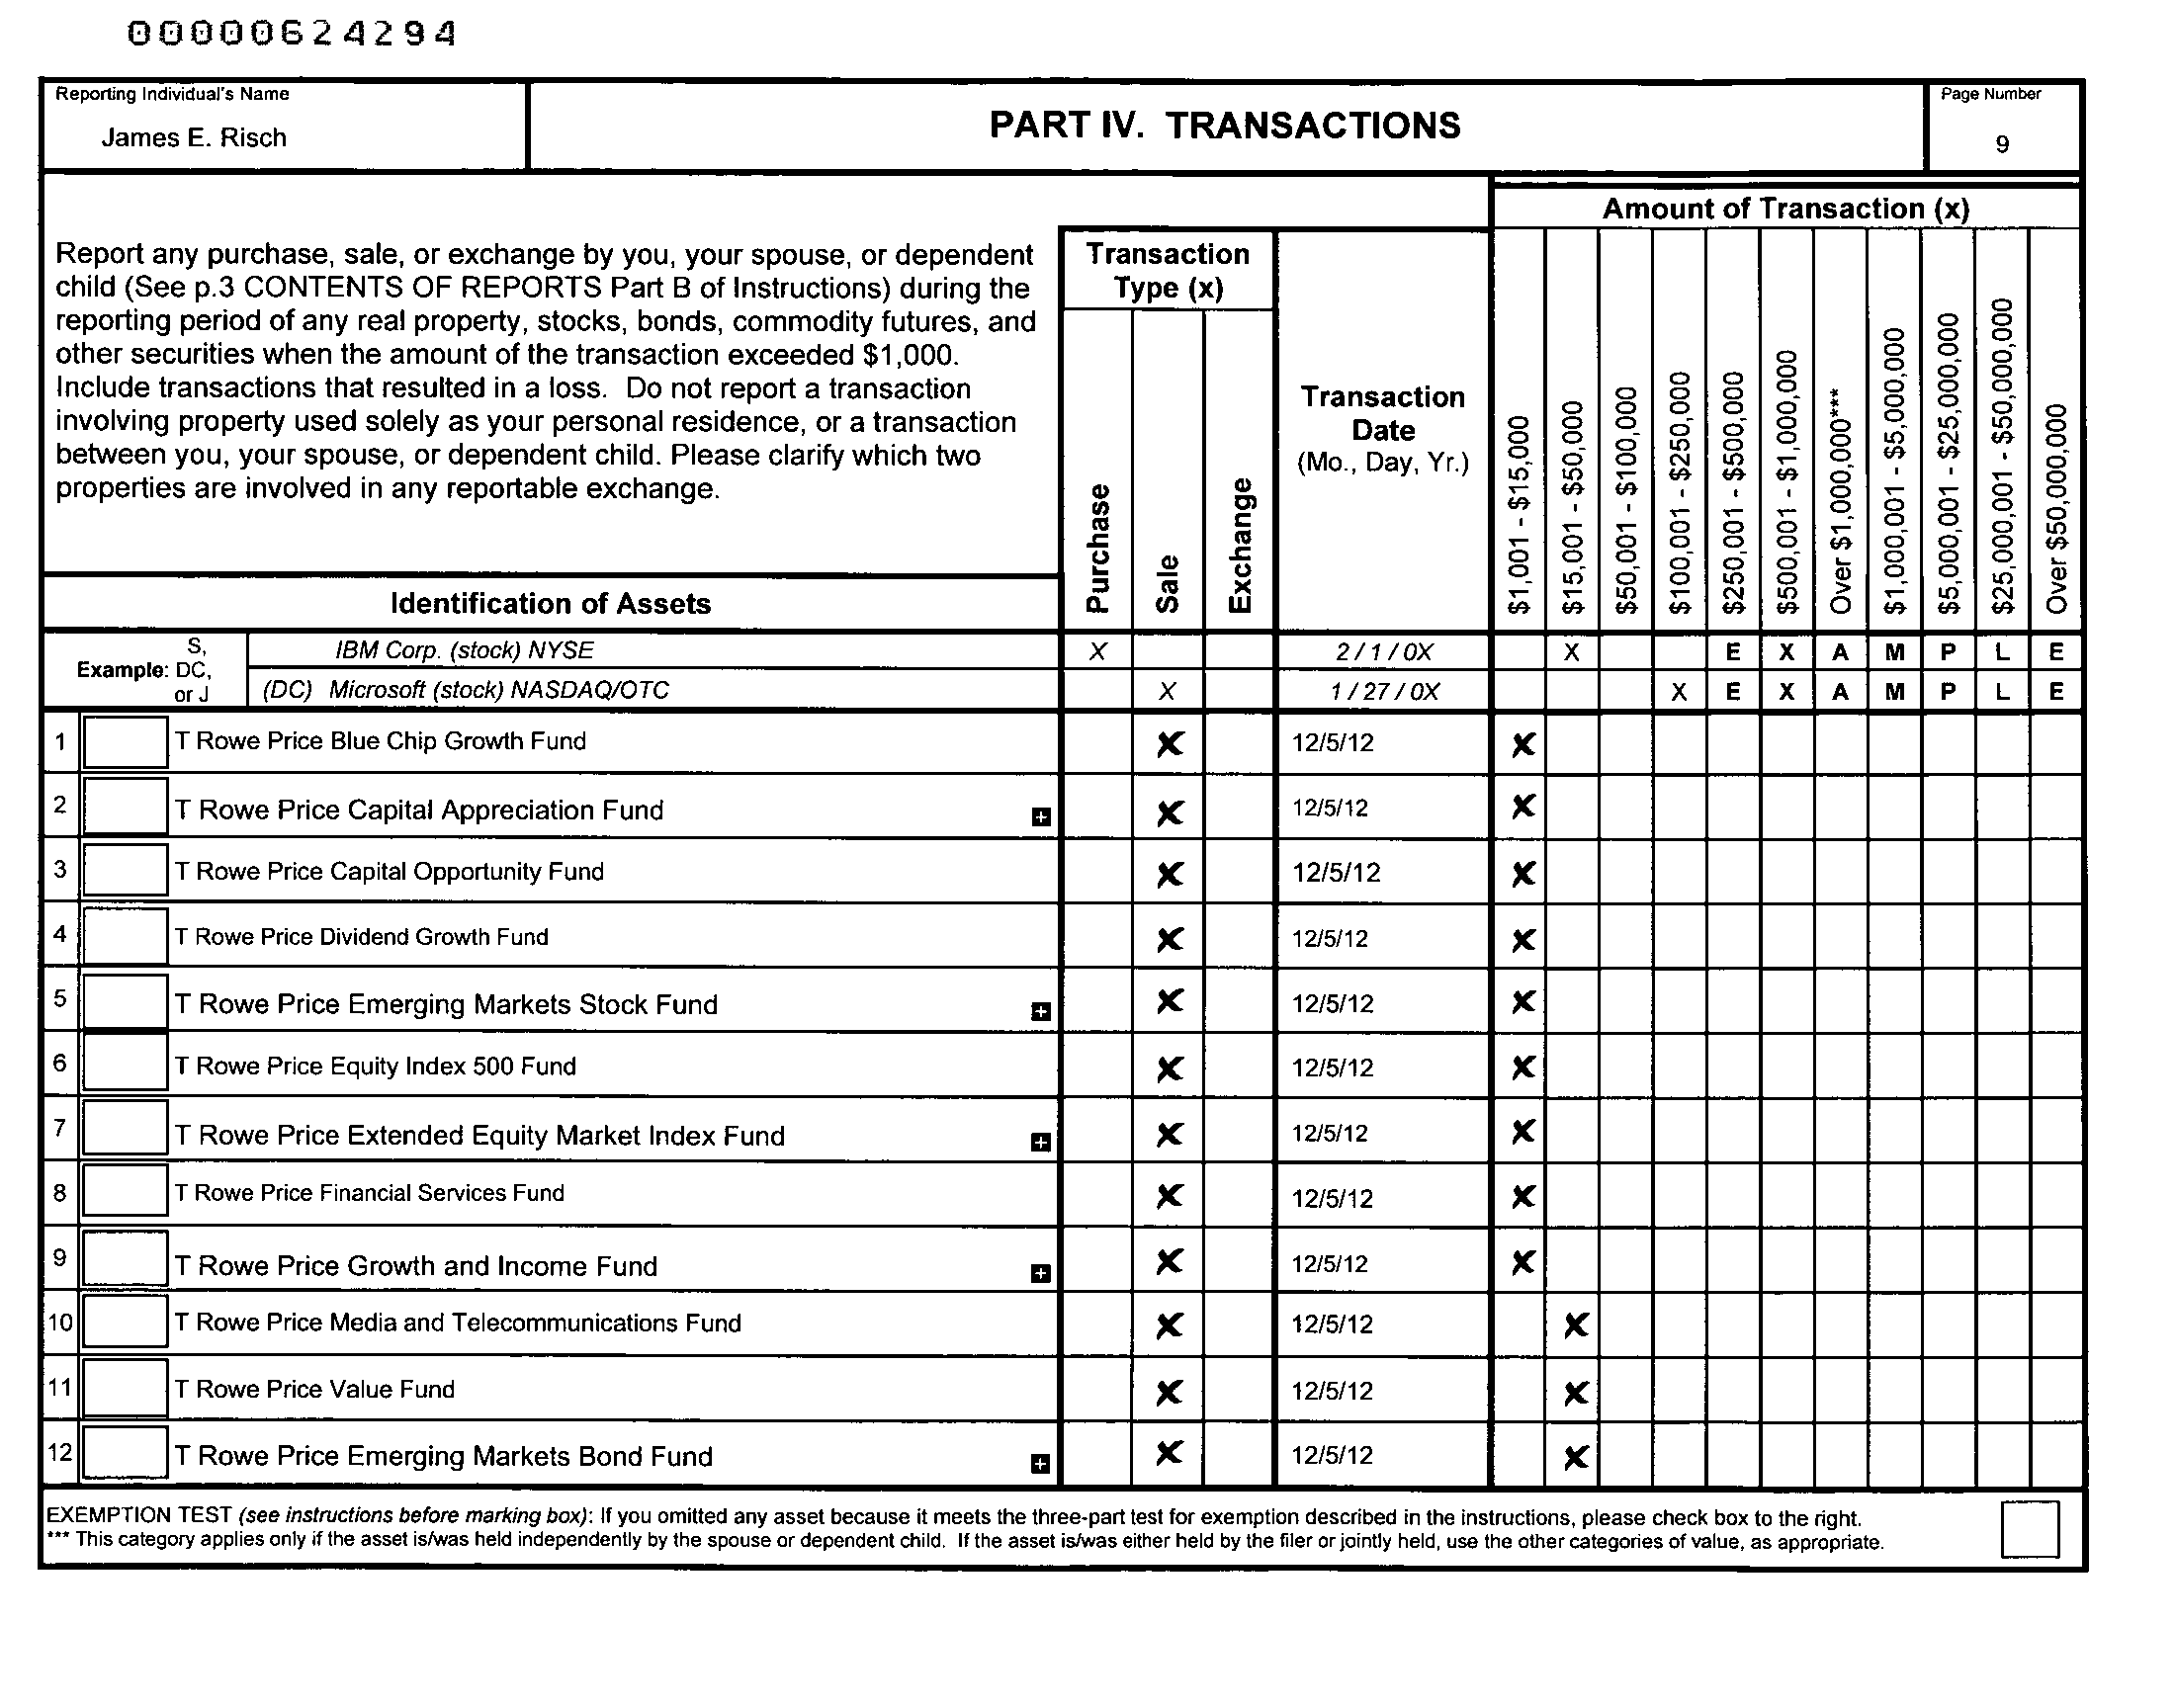 00000624294
Reporting Individual's Name
James E. Risch
PART IV. TRANSACTIONS
Page Number
9
Amount of Transaction (x)
Report any purchase, sale, or exchange by you, your spouse, or dependent
child (See p.3 CONTENTS OF REPORTS Part B of Instructions) during the
reporting period of any real property, stocks, bonds, commodity futures, and
other securities when the amount of the transaction exceeded $1,000.
Include transactions that resulted in a loss. Do not report a transaction
involving property used solely as your personal residence, or a transaction
between you, your spouse, or dependent child. Please clarify which two
properties are involved in any reportable exchange.
Transaction
Type (x)
Purchase
Sale
Exchange
Transaction
Date
(Mo., Day, Yr.)
$1,001 - $15,000
$15,001 - $50,000
$50,001 - $100,000
$100,001 - $250,000
$250,001 - $500,000
$500,001 - $1,000,000
Over $1,000,000***
$1,000,001 - $5,000,000
$5,000,001 - $25,000,000
$25,000,001 - $50,000,000
Over $50,000,000
Identification of Assets
Example: S, DC, or J
IBM Corp. (stock) NYSE X 2 / 1 / 0X X E X A M P L E
(DC) Microsoft (stock) NASDAQ/OTC X 1 / 27 / 0X X E X A M P L E
1 T Rowe Price Blue Chip Growth Fund X 12/5/12 X
2 T Rowe Price Capital Appreciation Fund + X 12/5/12 X
3 T Rowe Price Capital Opportunity Fund X 12/5/12 X
4 T Rowe Price Dividend Growth Fund X 12/5/12 X
5 T Rowe Price Emerging Markets Stock Fund + X 12/5/12 X
6 T Rowe Price Equity Index 500 Fund X 12/5/12 X
7 T Rowe Price Extended Equity Market Index Fund + X 12/5/12 X
8 T Rowe Price Financial Services Fund X 12/5/12 X
9 T Rowe Price Growth and Income Fund + X 12/5/12 X
10 T Rowe Price Media and Telecommunications Fund X 12/5/12 X
11 T Rowe Price Value Fund X 12/5/12 X
12 T Rowe Price Emerging Markets Bond Fund + X 12/5/12 X
EXEMPTION TEST (see instructions before marking box): If you omitted any asset because it meets the three-part test for exemption described in the instructions, please check box to the right.
*** This category applies only if the asset is/was held independently by the spouse or dependent child. If the asset is/was either held by the filer or jointly held, use the other categories of value, as appropriate.